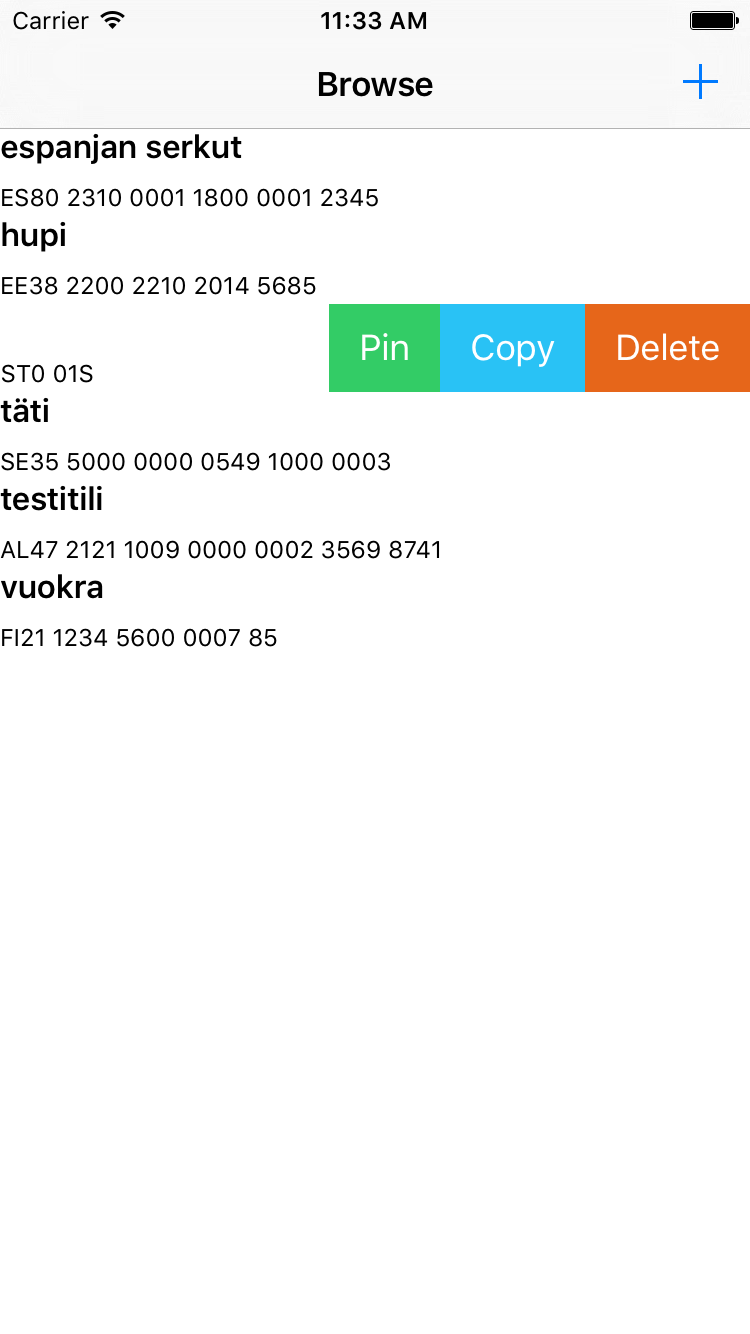 Carrier 11:33 AM
Browse
espanjan serkut
ES80 2310 0001 1800 0001 2345
hupi
EE38 2200 2210 2014 5685
Pin Copy Delete
ST0 01S
täti
SE35 5000 0000 0549 1000 0003
testitili
AL47 2121 1009 0000 0002 3569 8741
vuokra
FI21 1234 5600 0007 85